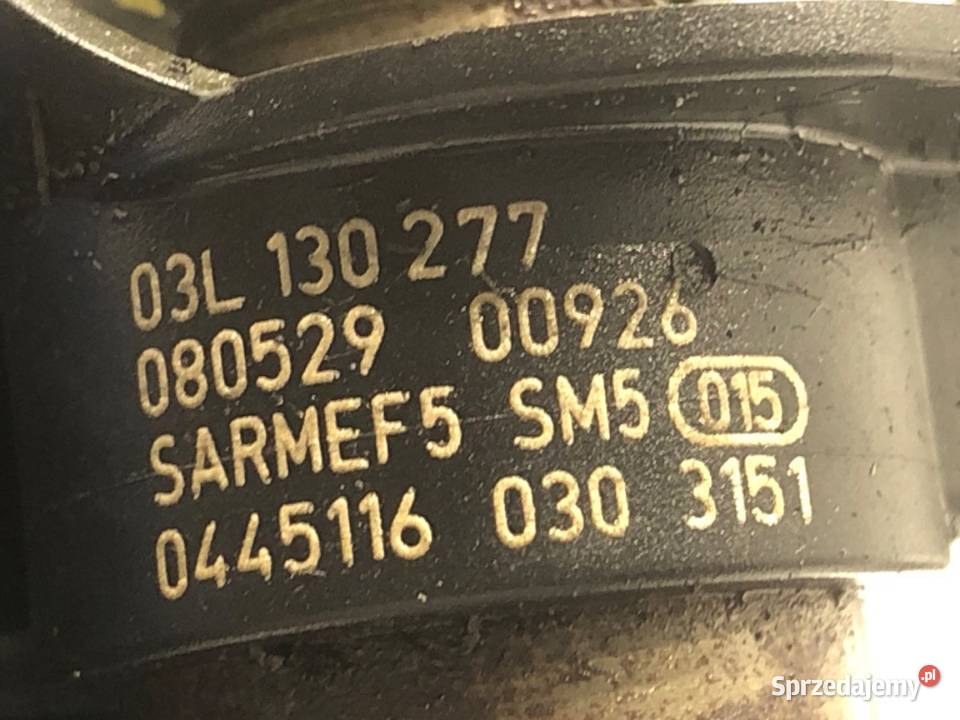 03L 130 277
080529 00926
SARMEF5 SM5 015
0445116 030 3151
Sprzedajemy.pl